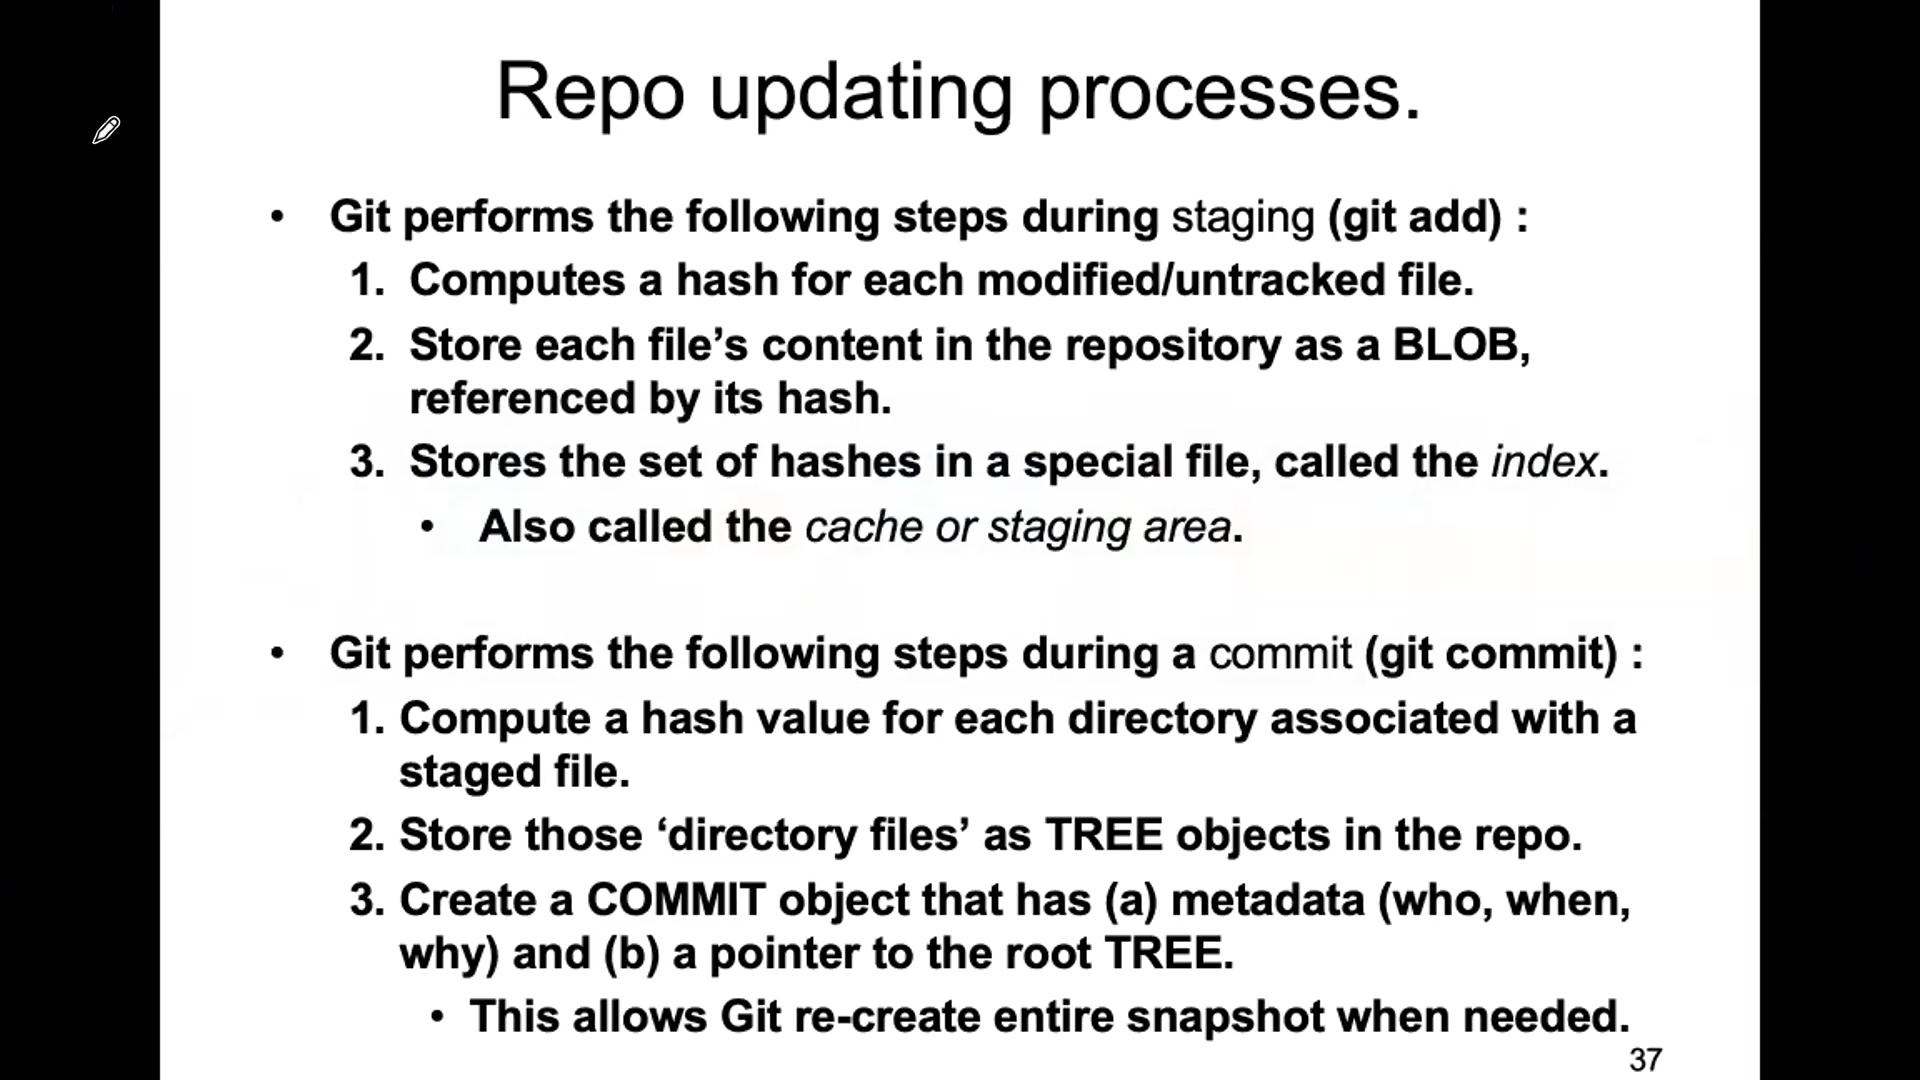 Repo updating processes.
• Git performs the following steps during staging (git add) :
1. Computes a hash for each modified/untracked file.
2. Store each file’s content in the repository as a BLOB,
referenced by its hash.
3. Stores the set of hashes in a special file, called the index.
• Also called the cache or staging area.
• Git performs the following steps during a commit (git commit) :
1. Compute a hash value for each directory associated with a
staged file.
2. Store those ‘directory files’ as TREE objects in the repo.
3. Create a COMMIT object that has (a) metadata (who, when,
why) and (b) a pointer to the root TREE.
• This allows Git re-create entire snapshot when needed.
37